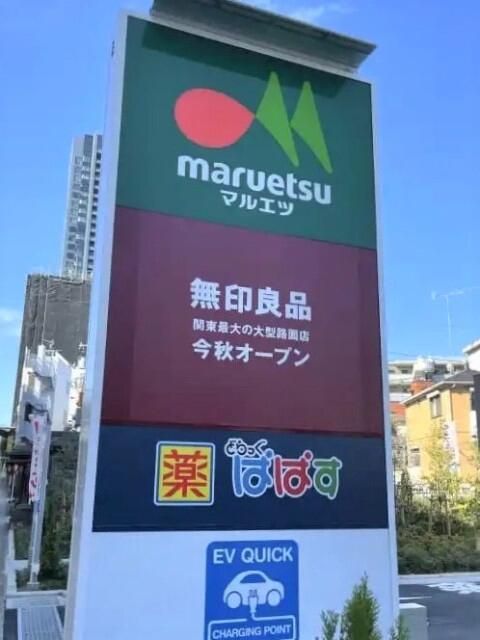 maruetsu
マルエツ
無印良品
関東最大の大型路面店
今秋オープン
薬 どらっぐ
ぱぱす
EV QUICK
CHARGING POINT